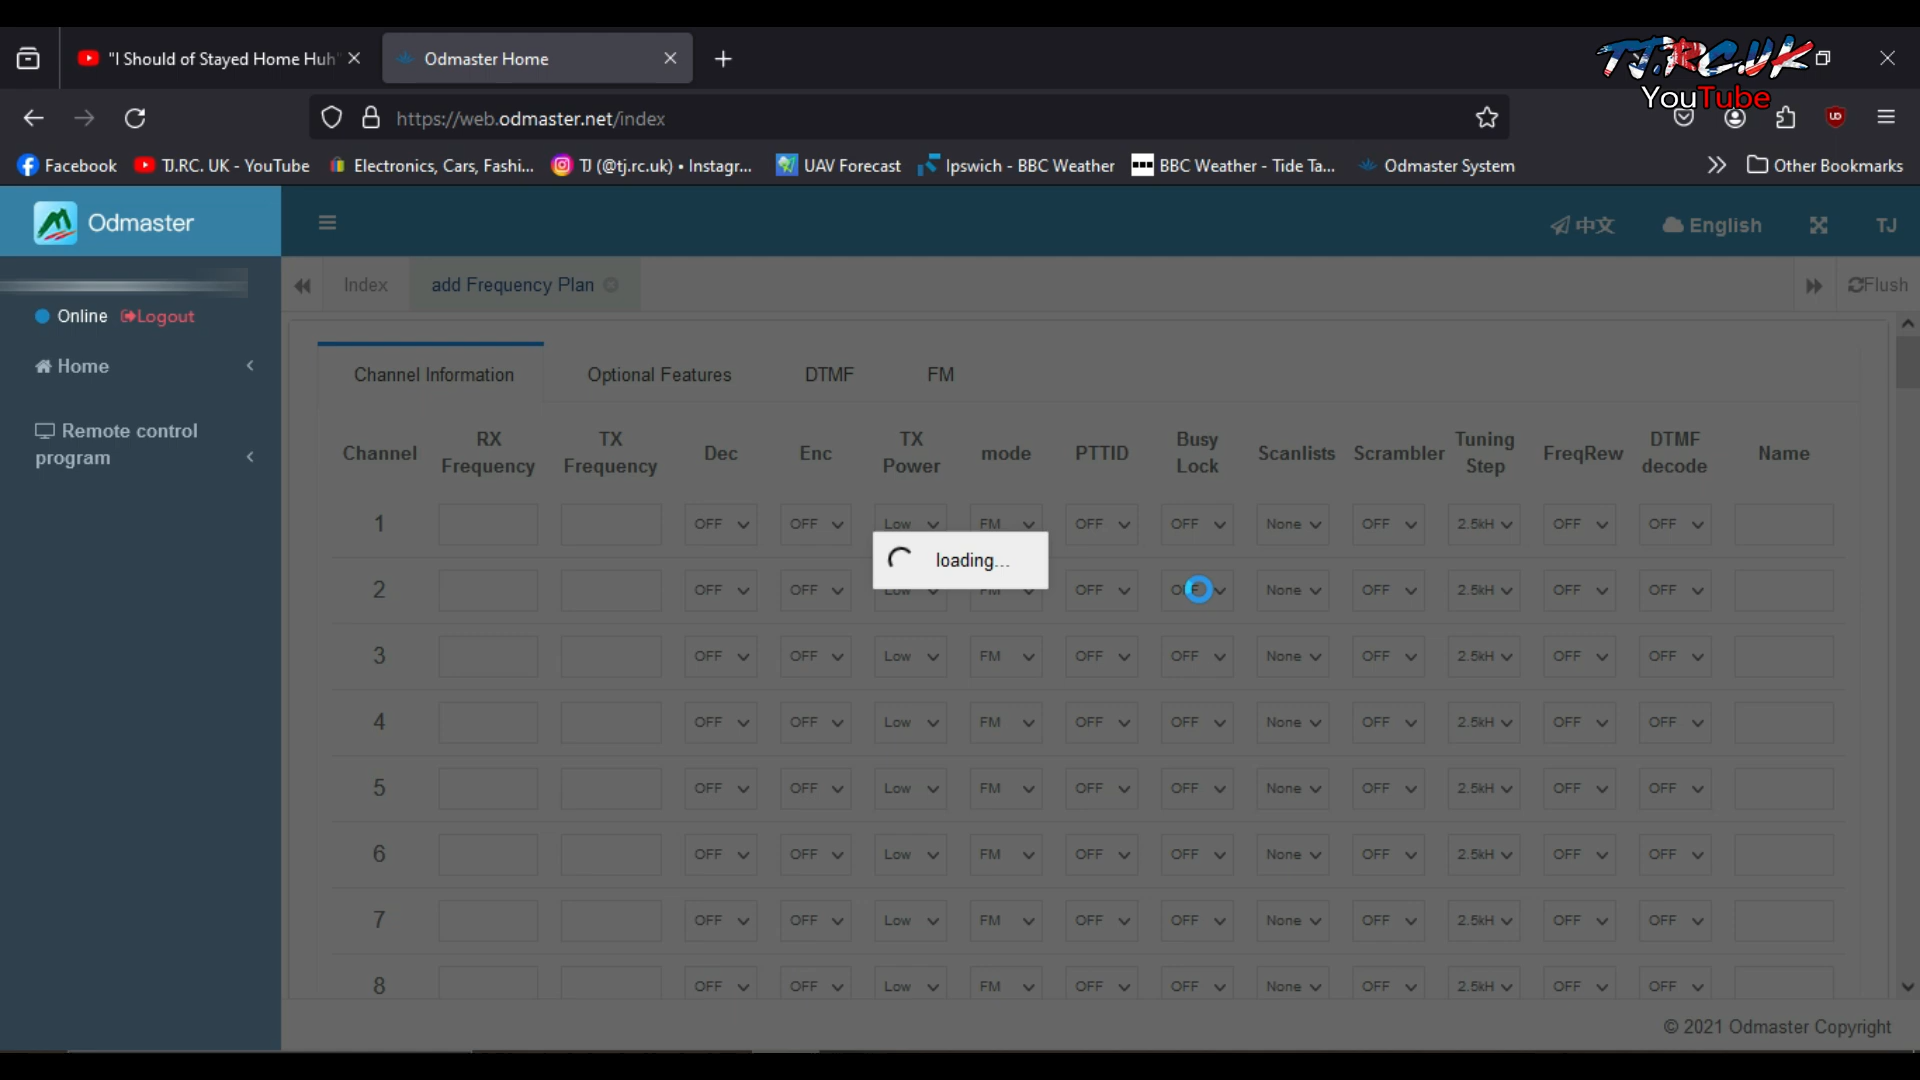 "I Should of Stayed Home Huh"
Odmaster Home
TJ.RC.UK
YouTube
https://web.odmaster.net/index
Facebook
TJ.RC. UK - YouTube
Electronics, Cars, Fashi...
TJ (@tj.rc.uk) • Instagr...
UAV Forecast
Ipswich - BBC Weather
BBC Weather - Tide Ta...
Odmaster System
Other Bookmarks
Odmaster
中文
English
TJ
Index
add Frequency Plan
Flush
Online
Logout
Home
Remote control
program
Channel Information
Optional Features
DTMF
FM
Channel
RX
Frequency
TX
Frequency
Dec
Enc
TX
Power
mode
PTTID
Busy
Lock
Scanlists
Scrambler
Tuning
Step
FreqRew
DTMF
decode
Name
1 OFF OFF Low FM OFF OFF None OFF 2.5kH OFF OFF
loading...
2 OFF OFF Low FM OFF OFF None OFF 2.5kH OFF OFF
3 OFF OFF Low FM OFF OFF None OFF 2.5kH OFF OFF
4 OFF OFF Low FM OFF OFF None OFF 2.5kH OFF OFF
5 OFF OFF Low FM OFF OFF None OFF 2.5kH OFF OFF
6 OFF OFF Low FM OFF OFF None OFF 2.5kH OFF OFF
7 OFF OFF Low FM OFF OFF None OFF 2.5kH OFF OFF
8 OFF OFF Low FM OFF OFF None OFF 2.5kH OFF OFF
© 2021 Odmaster Copyright